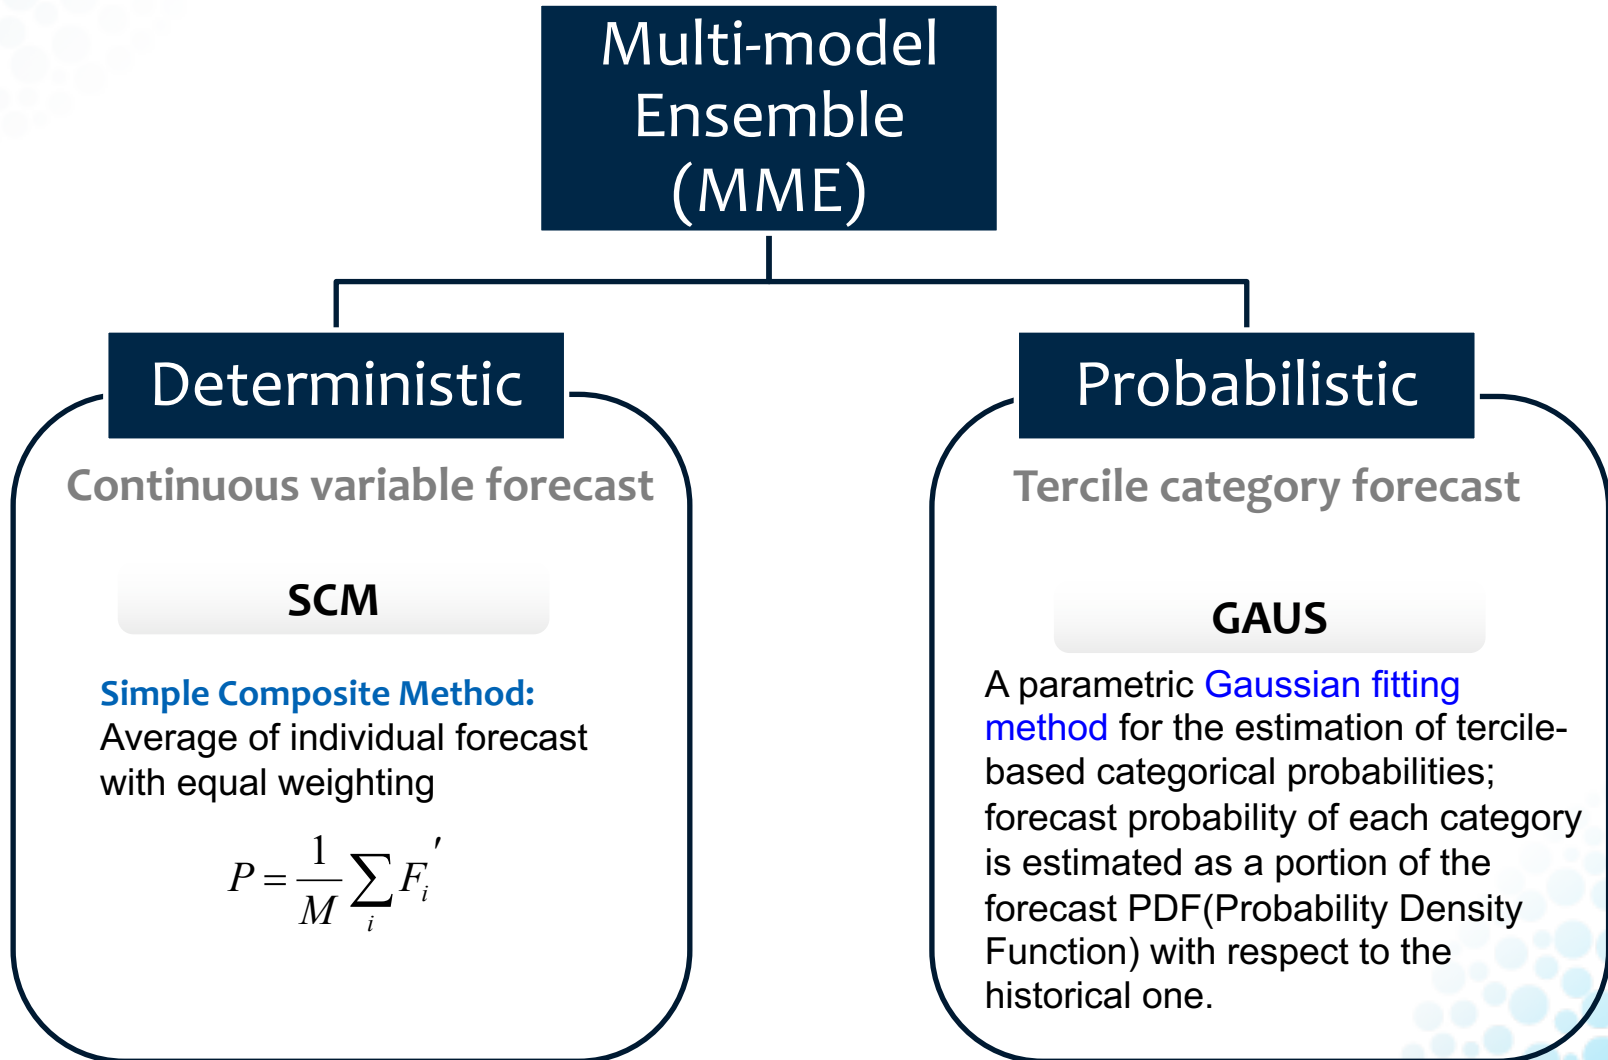 Multi-model
Ensemble
(MME)
Deterministic
Continuous variable forecast
SCM
Simple Composite Method:
Average of individual forecast
with equal weighting
P = \frac{1}{M} \sum_{i} F_i'
Probabilistic
Tercile category forecast
GAUS
A parametric Gaussian fitting
method for the estimation of tercile-
based categorical probabilities;
forecast probability of each category
is estimated as a portion of the
forecast PDF(Probability Density
Function) with respect to the
historical one.